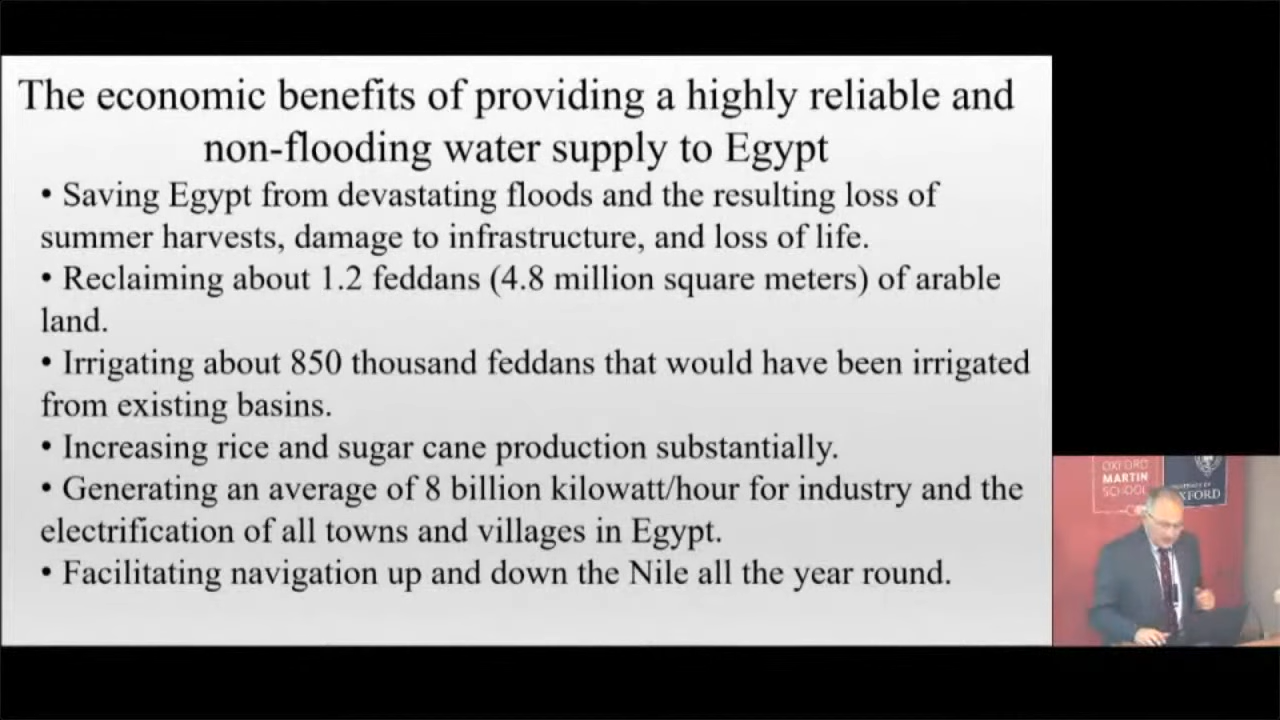 The economic benefits of providing a highly reliable and
non-flooding water supply to Egypt
• Saving Egypt from devastating floods and the resulting loss of
summer harvests, damage to infrastructure, and loss of life.
• Reclaiming about 1.2 feddans (4.8 million square meters) of arable
land.
• Irrigating about 850 thousand feddans that would have been irrigated
from existing basins.
• Increasing rice and sugar cane production substantially.
• Generating an average of 8 billion kilowatt/hour for industry and the
electrification of all towns and villages in Egypt.
• Facilitating navigation up and down the Nile all the year round.
OXFORD
MARTIN
SCHOOL
UNIVERSITY OF
OXFORD